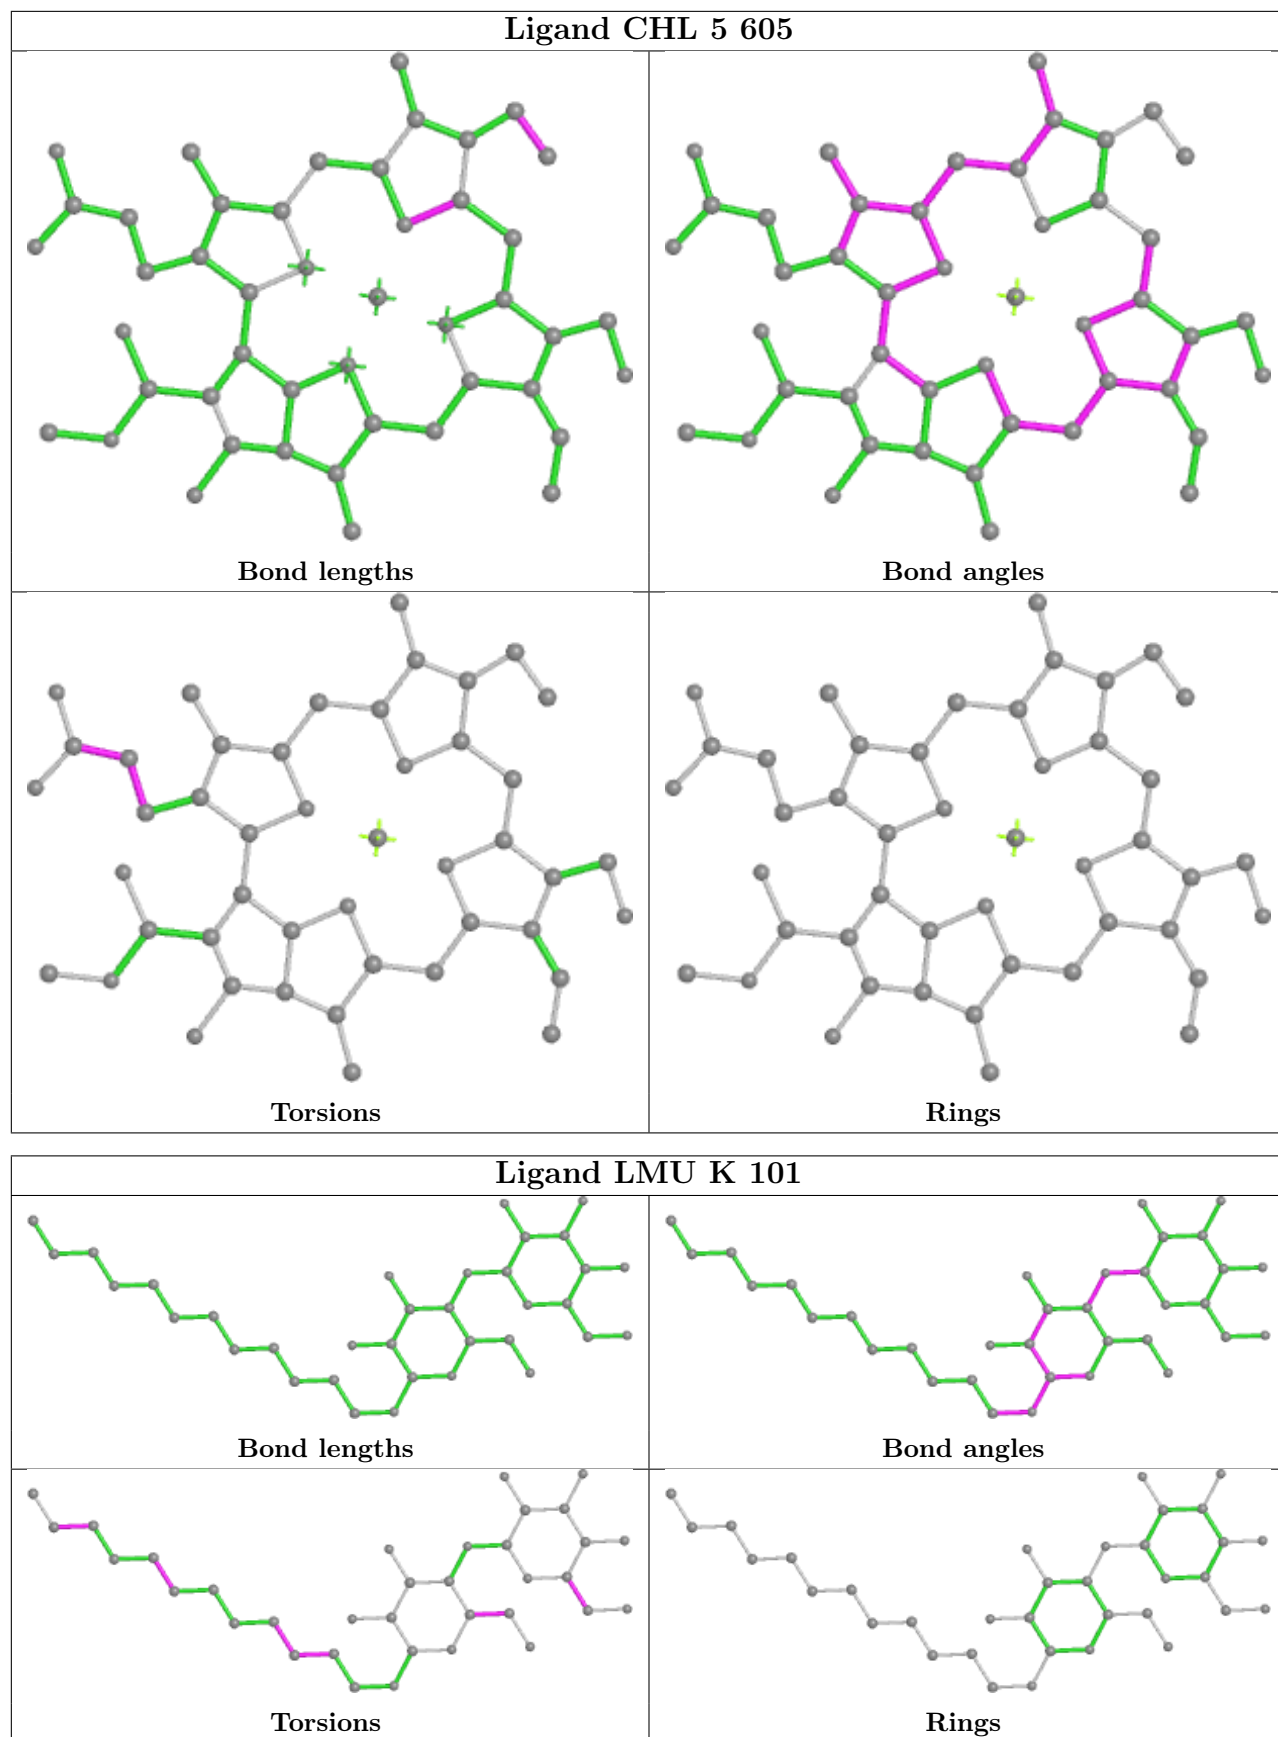 Ligand CHL 5 605
Bond lengths
Bond angles
Torsions
Rings
Ligand LMU K 101
Bond lengths
Bond angles
Torsions
Rings